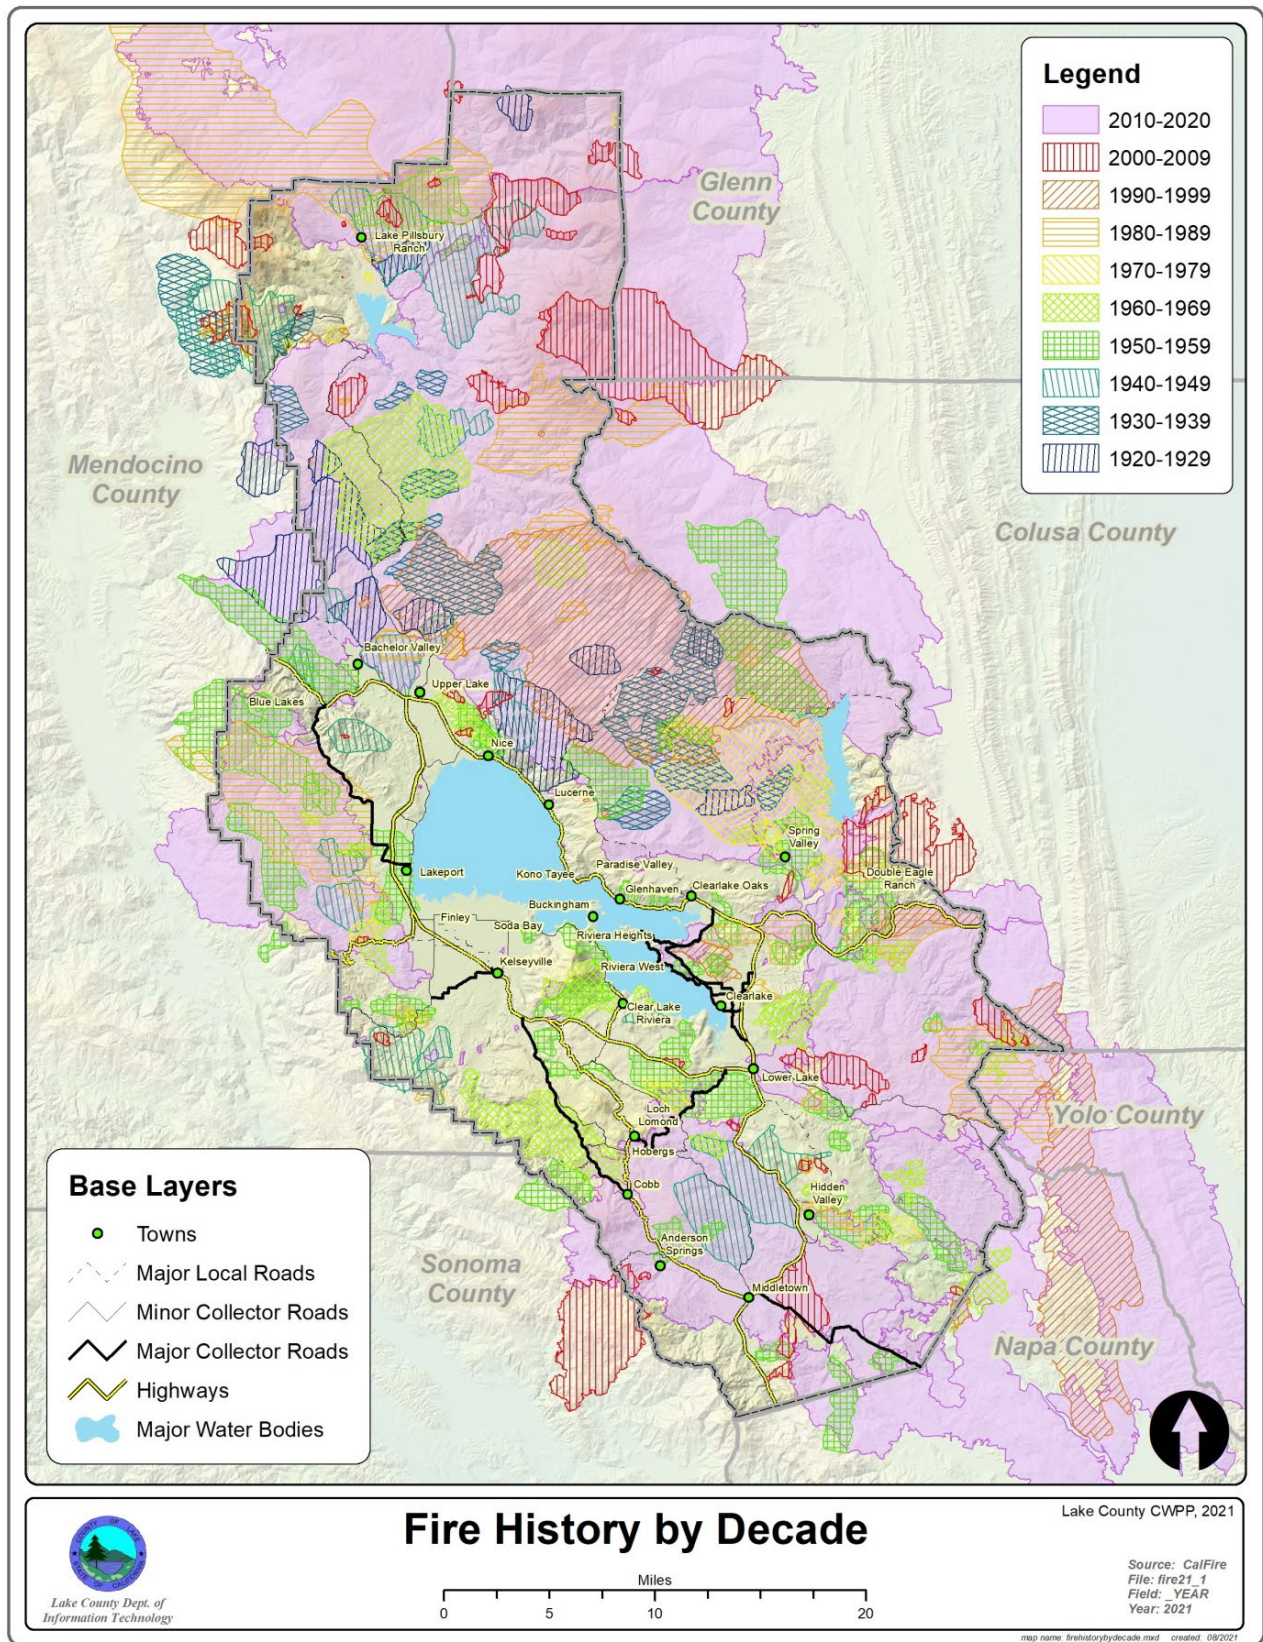 Legend
2010-2020
2000-2009
1990-1999
1980-1989
1970-1979
1960-1969
1950-1959
1940-1949
1930-1939
1920-1929
Glenn
County
Lake Pillsbury
Ranch
Mendocino
County
Colusa County
Bachelor Valley
Upper Lake
Blue Lakes
Nice
Lucerne
Spring
Valley
Paradise Valley
Double Eagle
Ranch
Lakeport
Kono Tayee
Glenhaven
Clearlake Oaks
Buckingham
Finley
Soda Bay
Riviera Heights
Kelseyville
Riviera West
Clearlake
Clear Lake
Riviera
Lower Lake
Yolo County
Loch
Lomond
Hobergs
Cobb
Hidden
Valley
Anderson
Springs
Sonoma
County
Middletown
Napa County
Base Layers
Towns
Major Local Roads
Minor Collector Roads
Major Collector Roads
Highways
Major Water Bodies
COUNTY OF LAKE
STATE OF CALIFORNIA
Lake County Dept. of
Information Technology
Fire History by Decade
Miles
0 5 10 20
Lake County CWPP, 2021
Source: CalFire
File: fire21_1
Field: _YEAR
Year: 2021
map name: firehistorybydecade.mxd created: 08/2021